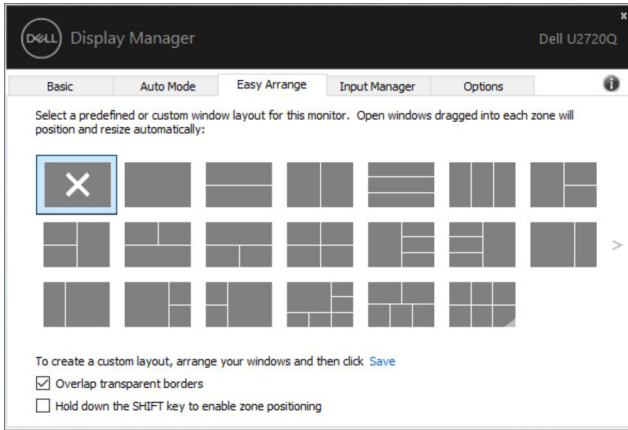 x
DELL Display Manager Dell U2720Q
Basic Auto Mode Easy Arrange Input Manager Options i
Select a predefined or custom window layout for this monitor. Open windows dragged into each zone will
position and resize automatically:
>
To create a custom layout, arrange your windows and then click Save
Overlap transparent borders
Hold down the SHIFT key to enable zone positioning